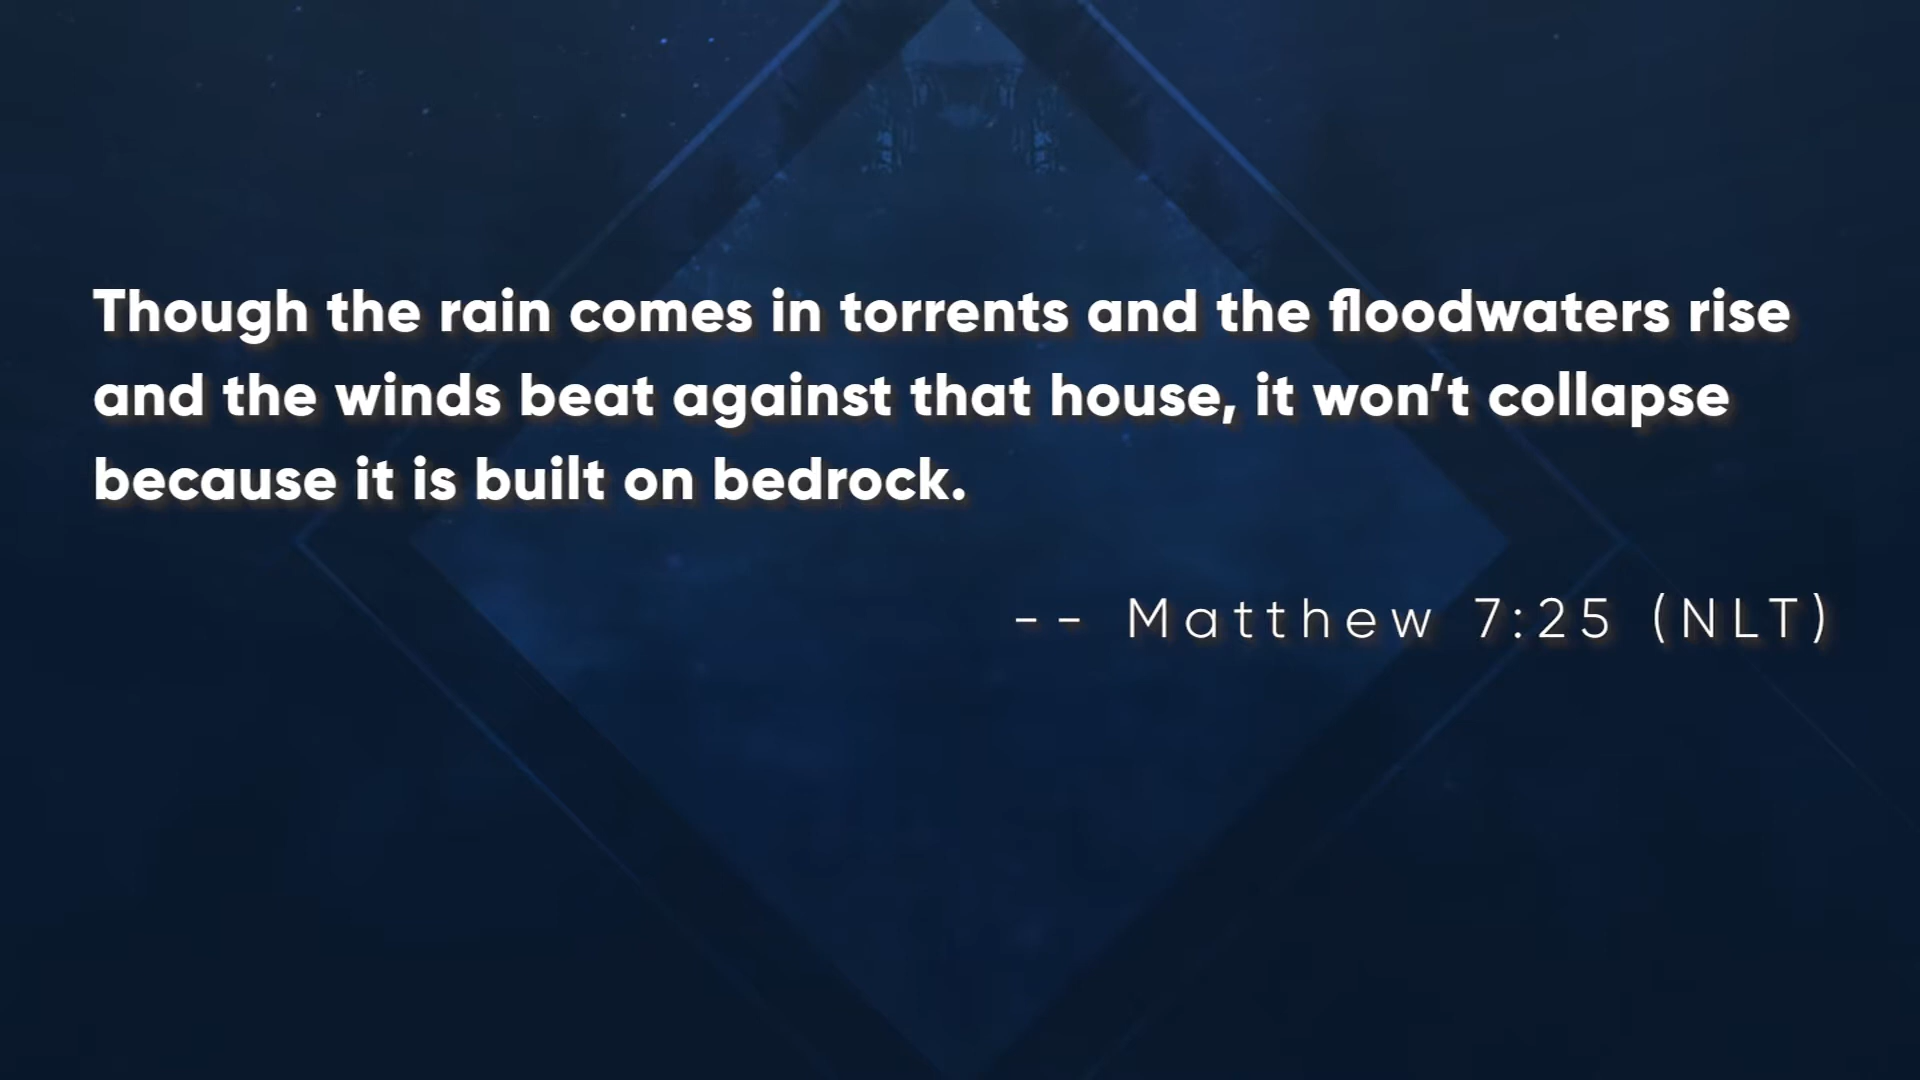 Though the rain comes in torrents and the floodwaters rise
and the winds beat against that house, it won’t collapse
because it is built on bedrock.
-- Matthew 7:25 (NLT)